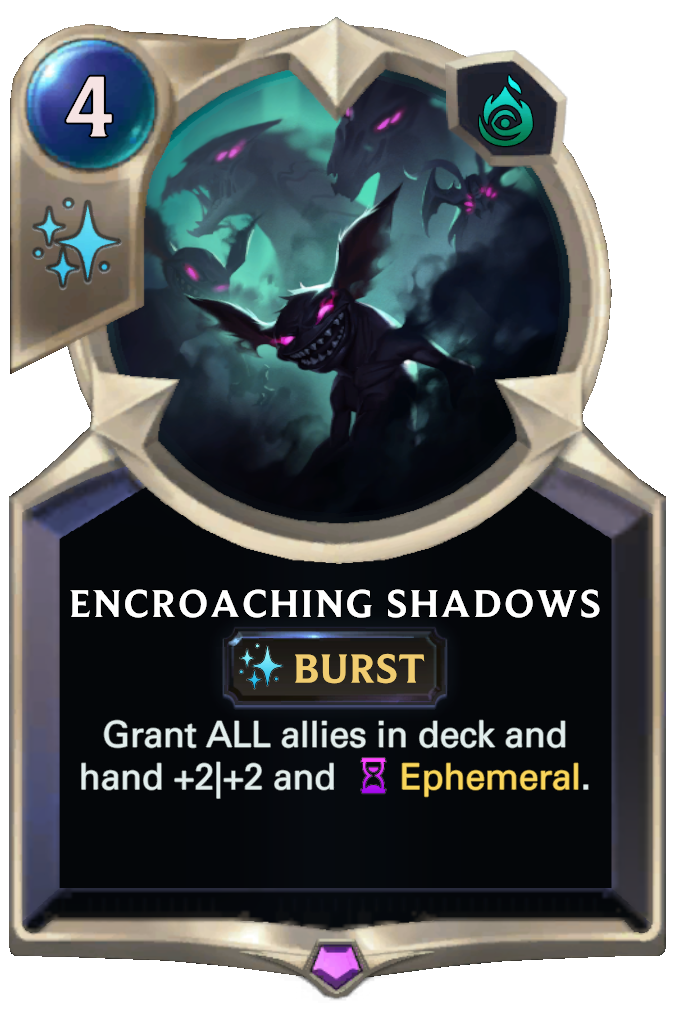 4
ENCROACHING SHADOWS
BURST
Grant ALL allies in deck and
hand +2|+2 and Ephemeral.